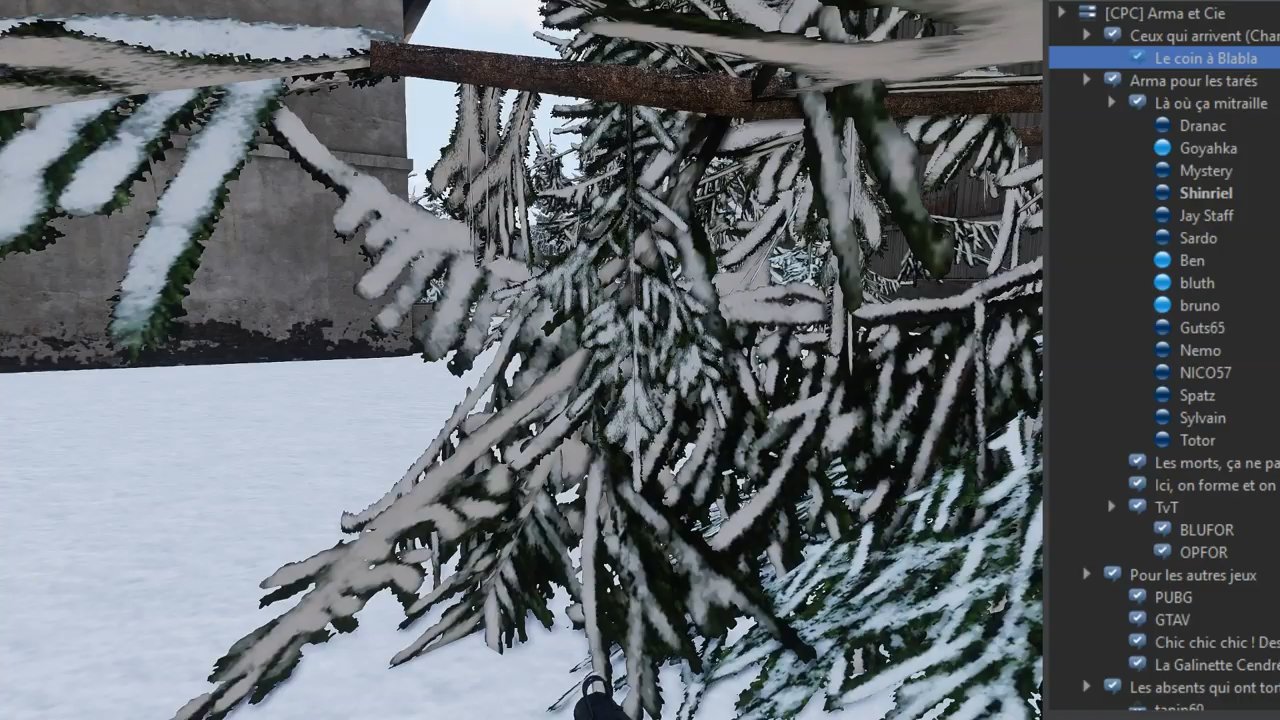 [CPC] Arma et Cie
Ceux qui arrivent (Char
Le coin à Blabla
Arma pour les tarés
Là où ça mitraille
Dranac
Goyahka
Mystery
Shinriel
Jay Staff
Sardo
Ben
bluth
bruno
Guts65
Nemo
NICO57
Spatz
Sylvain
Totor
Les morts, ça ne pa
Ici, on forme et on
TvT
BLUFOR
OPFOR
Pour les autres jeux
PUBG
GTAV
Chic chic chic ! Des
La Galinette Cendré
Les absents qui ont tor